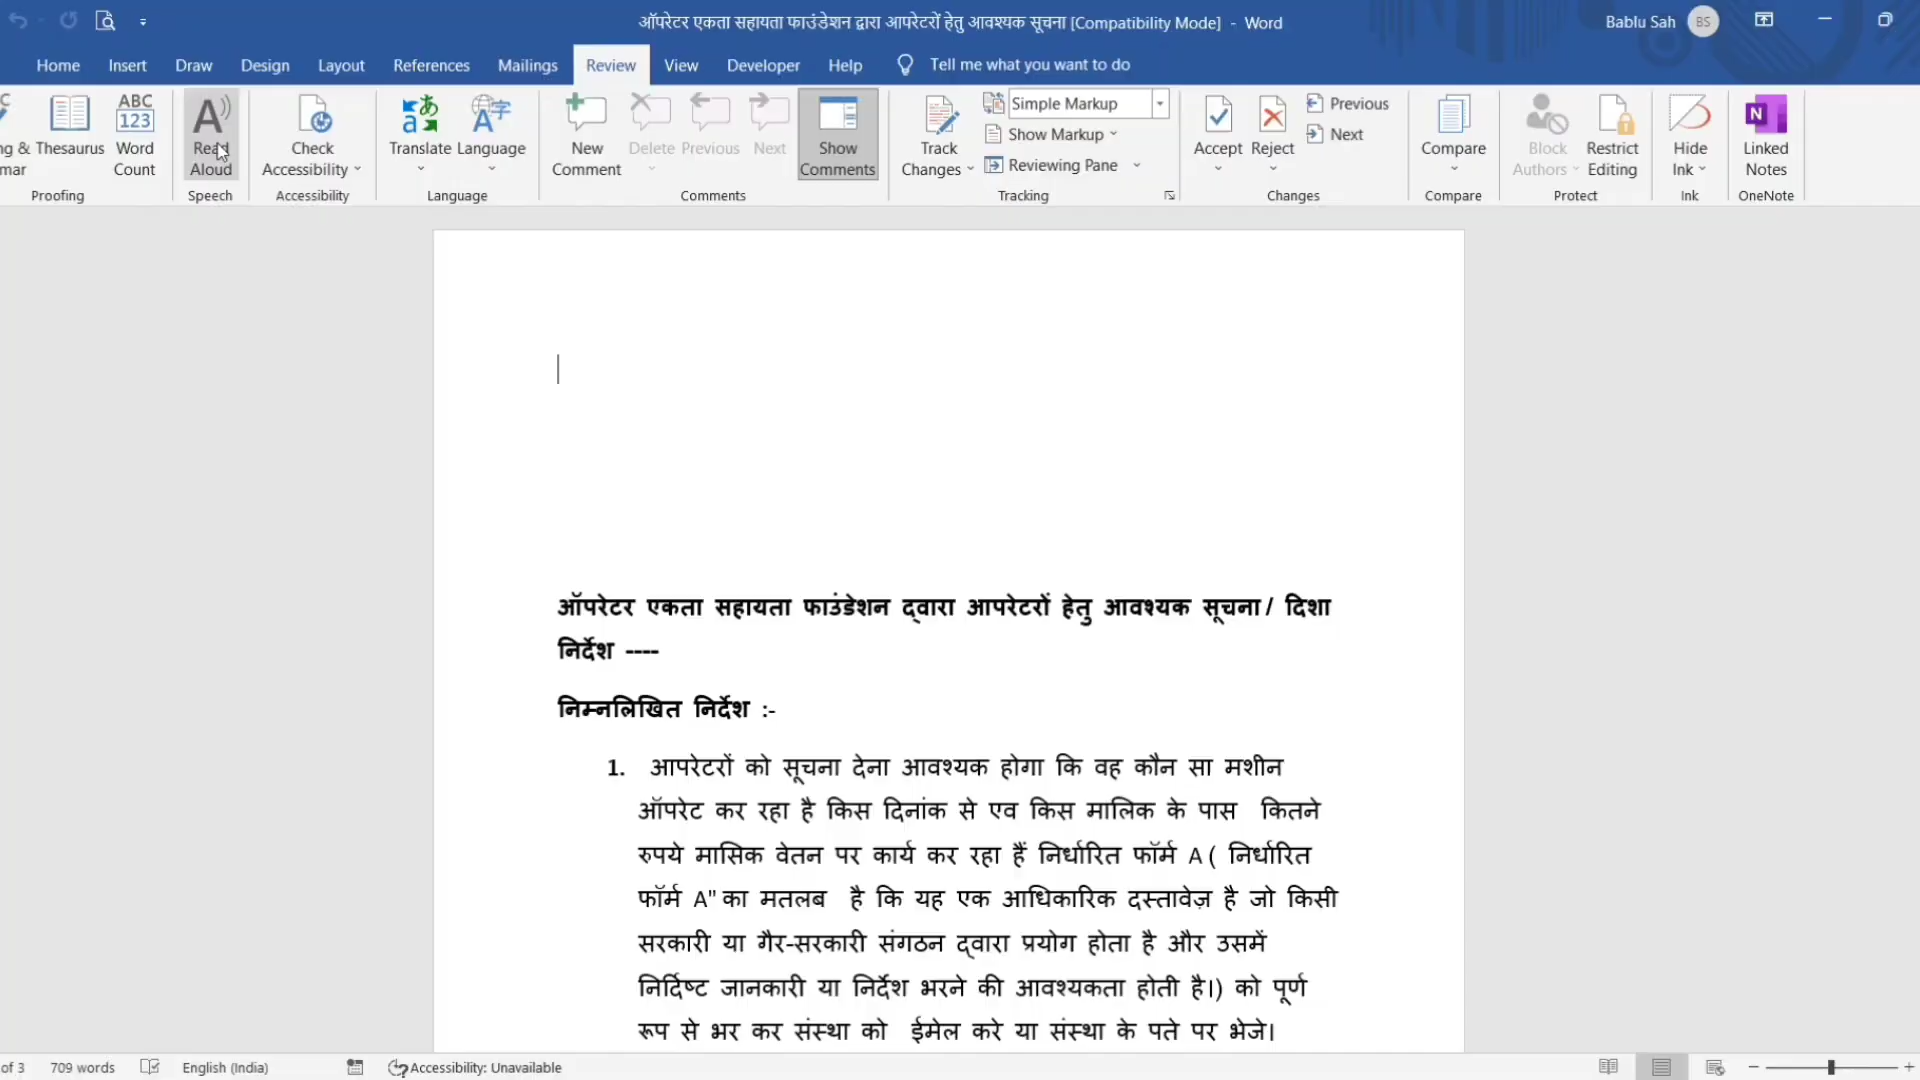 ऑपरेटर एकता सहायता फाउंडेशन द्वारा आपरेटरों हेतु आवश्यक सूचना [Compatibility Mode] - Word
Bablu Sah BS
Home Insert Draw Design Layout References Mailings Review View Developer Help Tell me what you want to do
Thesaurus
Word Count
Proofing
Read Aloud
Speech
Check Accessibility
Accessibility
Translate Language
Language
New Comment
Delete Previous Next
Show Comments
Comments
Track Changes
Simple Markup
Show Markup
Reviewing Pane
Tracking
Accept Reject
Previous
Next
Changes
Compare
Compare
Block Authors
Restrict Editing
Protect
Hide Ink
Ink
Linked Notes
OneNote
ऑपरेटर एकता सहायता फाउंडेशन द्वारा आपरेटरों हेतु आवश्यक सूचना / दिशा
निर्देश ----
निम्नलिखित निर्देश :-
1. आपरेटरों को सूचना देना आवश्यक होगा कि वह कौन सा मशीन
ऑपरेट कर रहा है किस दिनांक से एव किस मालिक के पास कितने
रुपये मासिक वेतन पर कार्य कर रहा हैं निर्धारित फॉर्म A ( निर्धारित
फॉर्म A" का मतलब है कि यह एक आधिकारिक दस्तावेज़ है जो किसी
सरकारी या गैर-सरकारी संगठन द्वारा प्रयोग होता है और उसमें
निर्दिष्ट जानकारी या निर्देश भरने की आवश्यकता होती है।) को पूर्ण
रूप से भर कर संस्था को ईमेल करे या संस्था के पते पर भेजे।
of 3 709 words English (India) Accessibility: Unavailable